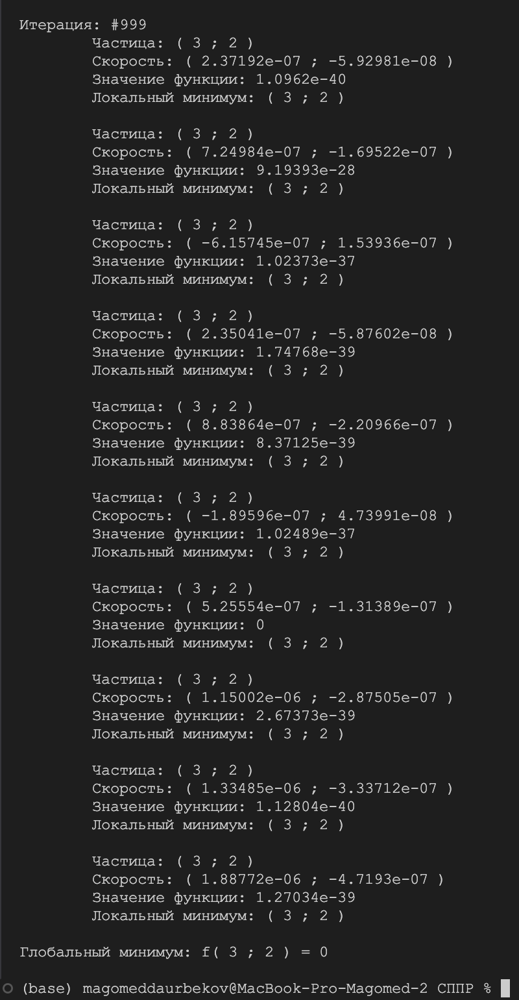 Итерация: #999
Частица: ( 3 ; 2 )
Скорость: ( 2.37192e-07 ; -5.92981e-08 )
Значение функции: 1.0962e-40
Локальный минимум: ( 3 ; 2 )
Частица: ( 3 ; 2 )
Скорость: ( 7.24984e-07 ; -1.69522e-07 )
Значение функции: 9.19393e-28
Локальный минимум: ( 3 ; 2 )
Частица: ( 3 ; 2 )
Скорость: ( -6.15745e-07 ; 1.53936e-07 )
Значение функции: 1.02373e-37
Локальный минимум: ( 3 ; 2 )
Частица: ( 3 ; 2 )
Скорость: ( 2.35041e-07 ; -5.87602e-08 )
Значение функции: 1.74768e-39
Локальный минимум: ( 3 ; 2 )
Частица: ( 3 ; 2 )
Скорость: ( 8.83864e-07 ; -2.20966e-07 )
Значение функции: 8.37125e-39
Локальный минимум: ( 3 ; 2 )
Частица: ( 3 ; 2 )
Скорость: ( -1.89596e-07 ; 4.73991e-08 )
Значение функции: 1.02489e-37
Локальный минимум: ( 3 ; 2 )
Частица: ( 3 ; 2 )
Скорость: ( 5.25554e-07 ; -1.31389e-07 )
Значение функции: 0
Локальный минимум: ( 3 ; 2 )
Частица: ( 3 ; 2 )
Скорость: ( 1.15002e-06 ; -2.87505e-07 )
Значение функции: 2.67373e-39
Локальный минимум: ( 3 ; 2 )
Частица: ( 3 ; 2 )
Скорость: ( 1.33485e-06 ; -3.33712e-07 )
Значение функции: 1.12804e-40
Локальный минимум: ( 3 ; 2 )
Частица: ( 3 ; 2 )
Скорость: ( 1.88772e-06 ; -4.7193e-07 )
Значение функции: 1.27034e-39
Локальный минимум: ( 3 ; 2 )
Глобальный минимум: f( 3 ; 2 ) = 0
(base) magomeddaurbekov@MacBook-Pro-Magomed-2 СППР %